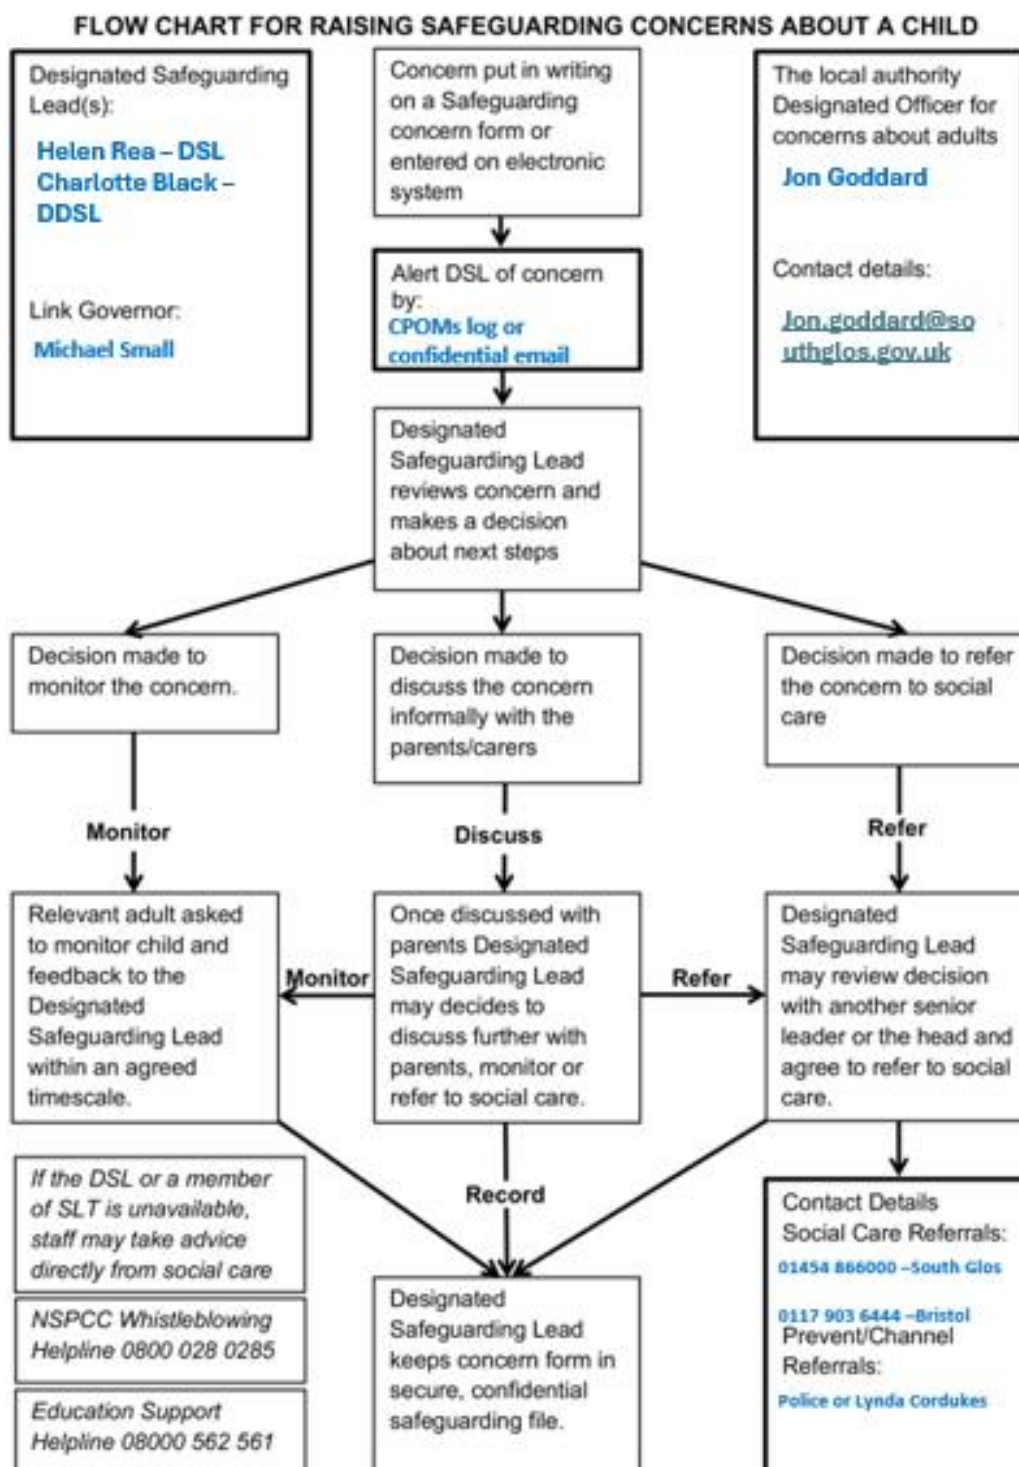 FLOW CHART FOR RAISING SAFEGUARDING CONCERNS ABOUT A CHILD
Designated Safeguarding
Lead(s):
Helen Rea – DSL
Charlotte Black –
DDSL
Link Governor:
Michael Small
Concern put in writing
on a Safeguarding
concern form or
entered on electronic
system
The local authority
Designated Officer for
concerns about adults
Jon Goddard
Contact details:
Jon.goddard@so
uthglos.gov.uk
Alert DSL of concern
by:
CPOMs log or
confidential email
Designated
Safeguarding Lead
reviews concern and
makes a decision
about next steps
Decision made to
monitor the concern.
Decision made to
discuss the concern
informally with the
parents/carers
Decision made to refer
the concern to social
care
Monitor
Discuss
Refer
Relevant adult asked
to monitor child and
feedback to the
Designated
Safeguarding Lead
within an agreed
timescale.
Monitor
Once discussed with
parents Designated
Safeguarding Lead
may decides to
discuss further with
parents, monitor or
refer to social care.
Refer
Designated
Safeguarding Lead
may review decision
with another senior
leader or the head and
agree to refer to social
care.
If the DSL or a member
of SLT is unavailable,
staff may take advice
directly from social care
NSPCC Whistleblowing
Helpline 0800 028 0285
Education Support
Helpline 08000 562 561
Record
Designated
Safeguarding Lead
keeps concern form in
secure, confidential
safeguarding file.
Contact Details
Social Care Referrals:
01454 866000 –South Glos
0117 903 6444 –Bristol
Prevent/Channel
Referrals:
Police or Lynda Cordukes